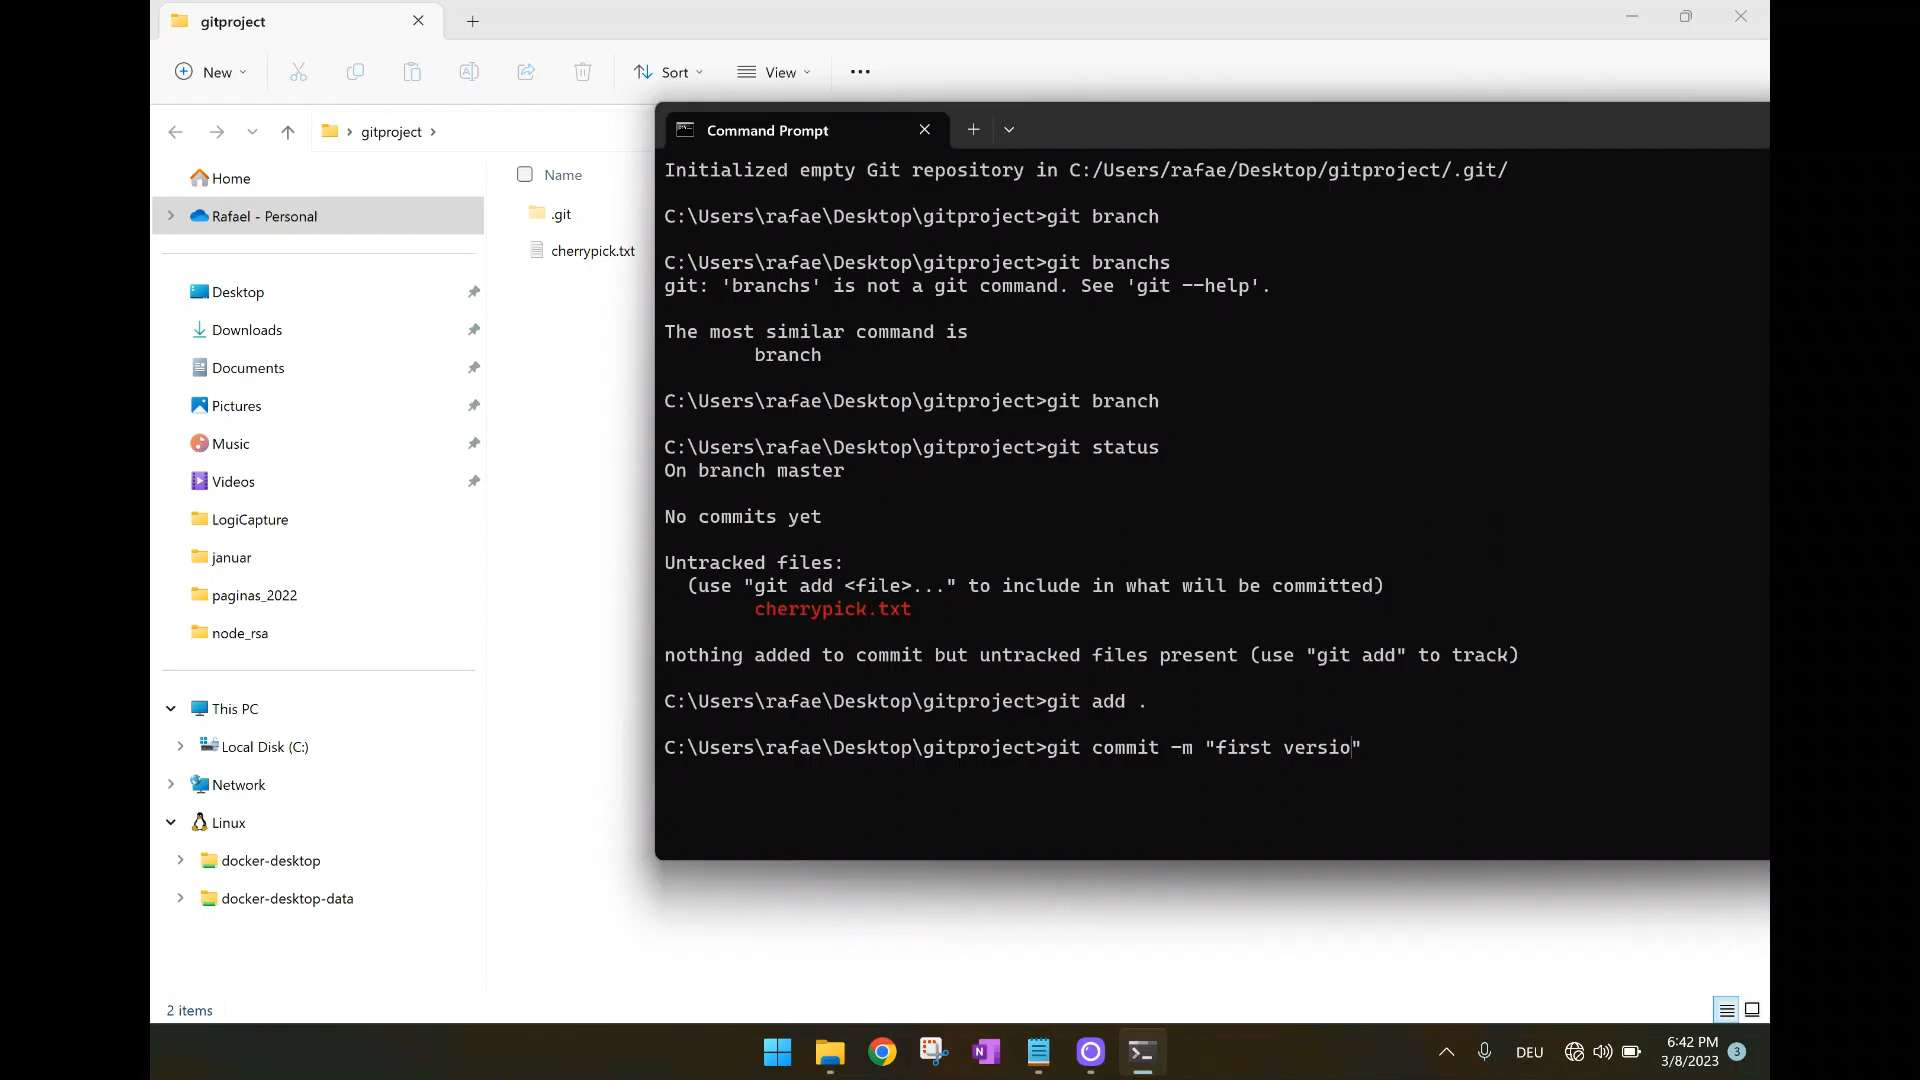 gitproject
New
Sort
View
gitproject
Home
Rafael - Personal
Desktop
Downloads
Documents
Pictures
Music
Videos
LogiCapture
januar
paginas_2022
node_rsa
This PC
Local Disk (C:)
Network
Linux
docker-desktop
docker-desktop-data
2 items
Name
.git
cherrypick.txt
Command Prompt
Initialized empty Git repository in C:/Users/rafae/Desktop/gitproject/.git/
C:\Users\rafae\Desktop\gitproject>git branch
C:\Users\rafae\Desktop\gitproject>git branchs
git: 'branchs' is not a git command. See 'git --help'.
The most similar command is
branch
C:\Users\rafae\Desktop\gitproject>git branch
C:\Users\rafae\Desktop\gitproject>git status
On branch master
No commits yet
Untracked files:
(use "git add <file>..." to include in what will be committed)
cherrypick.txt
nothing added to commit but untracked files present (use "git add" to track)
C:\Users\rafae\Desktop\gitproject>git add .
C:\Users\rafae\Desktop\gitproject>git commit -m "first versio"
DEU
6:42 PM
3/8/2023
3